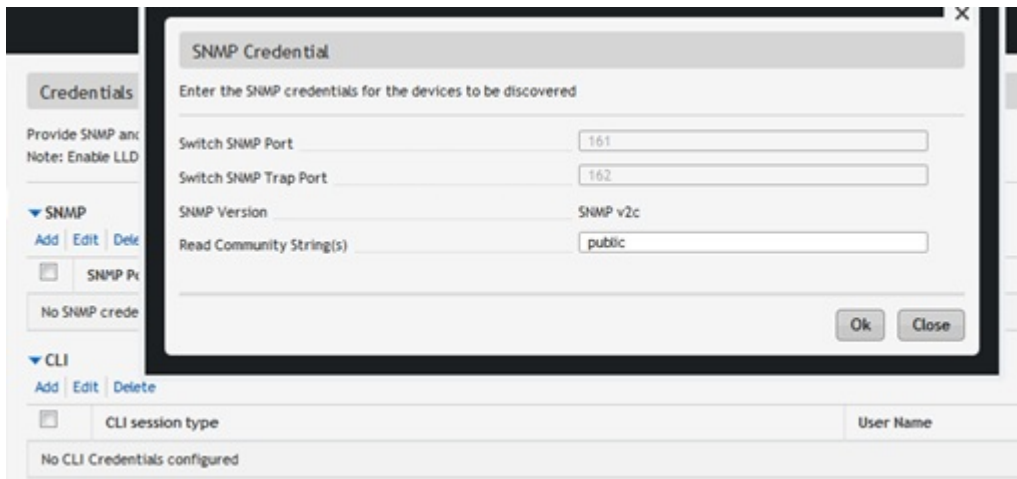 SNMP Credential
Enter the SNMP credentials for the devices to be discovered
Switch SNMP Port 161
Switch SNMP Trap Port 162
SNMP Version SNMP v2c
Read Community String(s) public
Ok Close
Credentials
Provide SNMP and
Note: Enable LLD
SNMP
Add Edit Dele
SNMP Po
No SNMP crede
CLI
Add Edit Delete
CLI session type User Name
No CLI Credentials configured